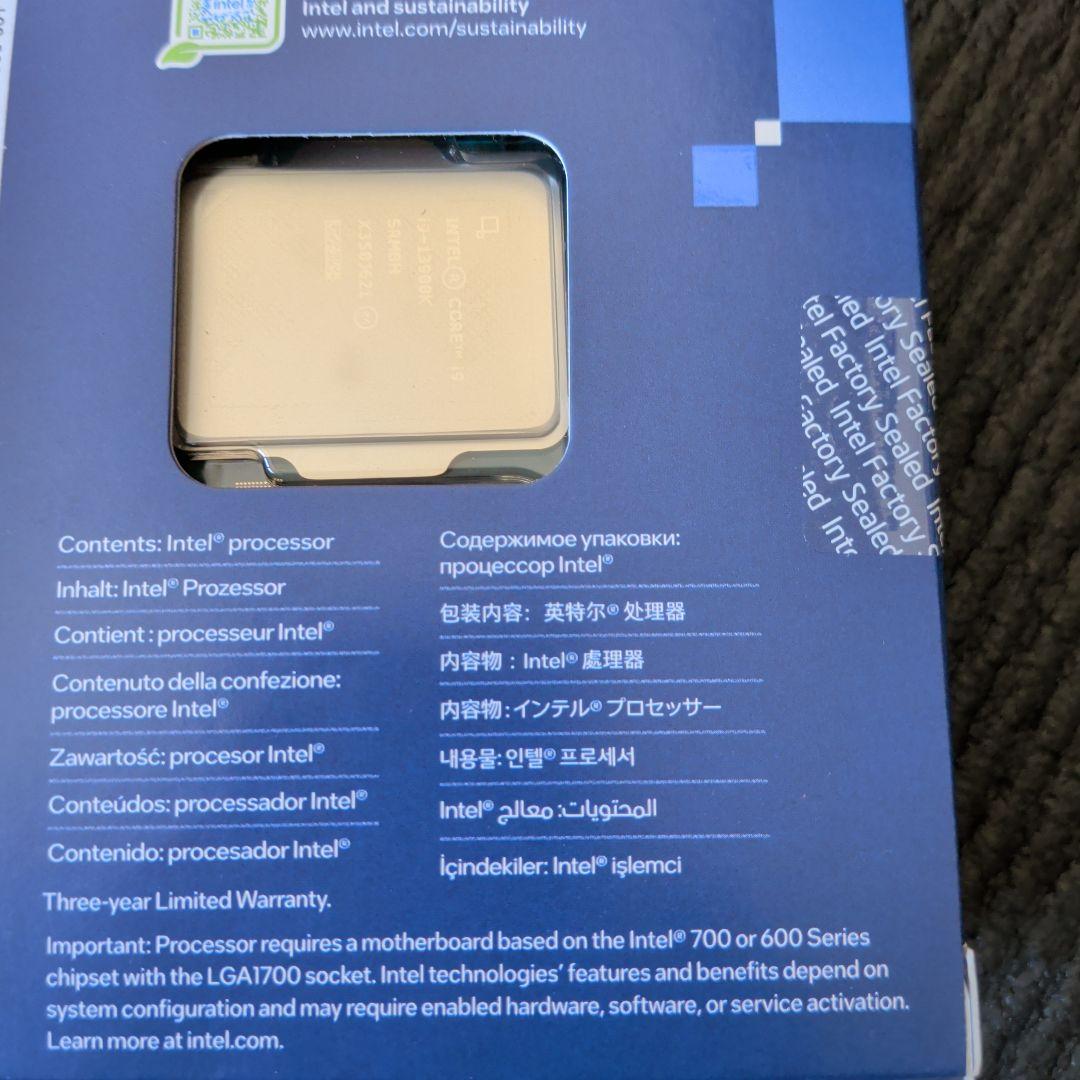 Intel and sustainability
www.intel.com/sustainability
INTEL® CORE™ i9
i9-13900K
SRMBH
X350J621
Intel Factory Sealed
Contents: Intel® processor
Inhalt: Intel® Prozessor
Contient : processeur Intel®
Contenuto della confezione:
processore Intel®
Zawartość: procesor Intel®
Conteúdos: processador Intel®
Contenido: procesador Intel®
Содержимое упаковки:
процессор Intel®
包装内容：英特尔® 处理器
内容物：Intel® 處理器
内容物：インテル® プロセッサー
내용물: 인텔® 프로세서
المحتويات: معالج Intel®
İçindekiler: Intel® işlemci
Three-year Limited Warranty.
Important: Processor requires a motherboard based on the Intel® 700 or 600 Series
chipset with the LGA1700 socket. Intel technologies’ features and benefits depend on
system configuration and may require enabled hardware, software, or service activation.
Learn more at intel.com.